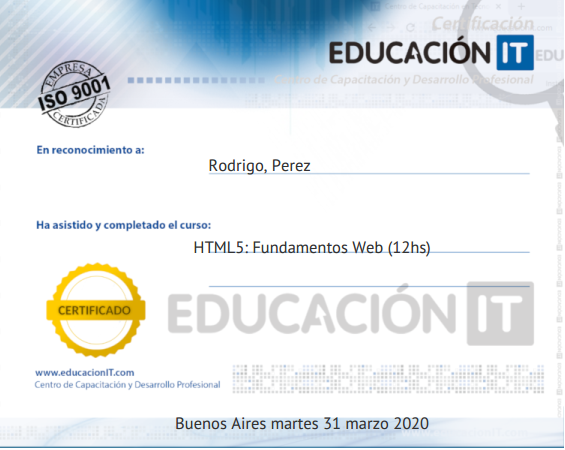 Certificación
EDUCACIÓN IT
Centro de Capacitación y Desarrollo Profesional
EMPRESA
ISO 9001
CERTIFICADA
En reconocimiento a:
Rodrigo, Perez
Ha asistido y completado el curso:
HTML5: Fundamentos Web (12hs)
CERTIFICADO
EDUCACIÓN IT
www.educacionIT.com
Centro de Capacitación y Desarrollo Profesional
Buenos Aires martes 31 marzo 2020